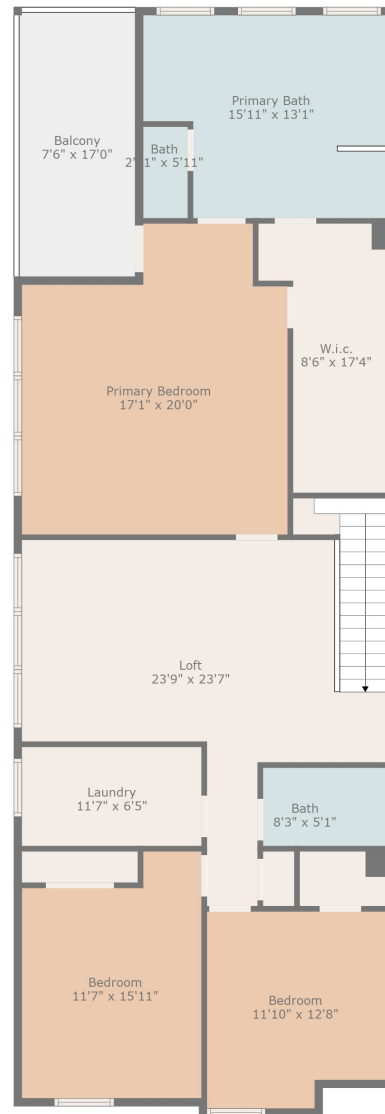 Primary Bath
15'11" x 13'1"
Balcony
7'6" x 17'0"
Bath
2'1" x 5'11"
W.i.c.
8'6" x 17'4"
Primary Bedroom
17'1" x 20'0"
Loft
23'9" x 23'7"
Laundry
11'7" x 6'5"
Bath
8'3" x 5'1"
Bedroom
11'7" x 15'11"
Bedroom
11'10" x 12'8"